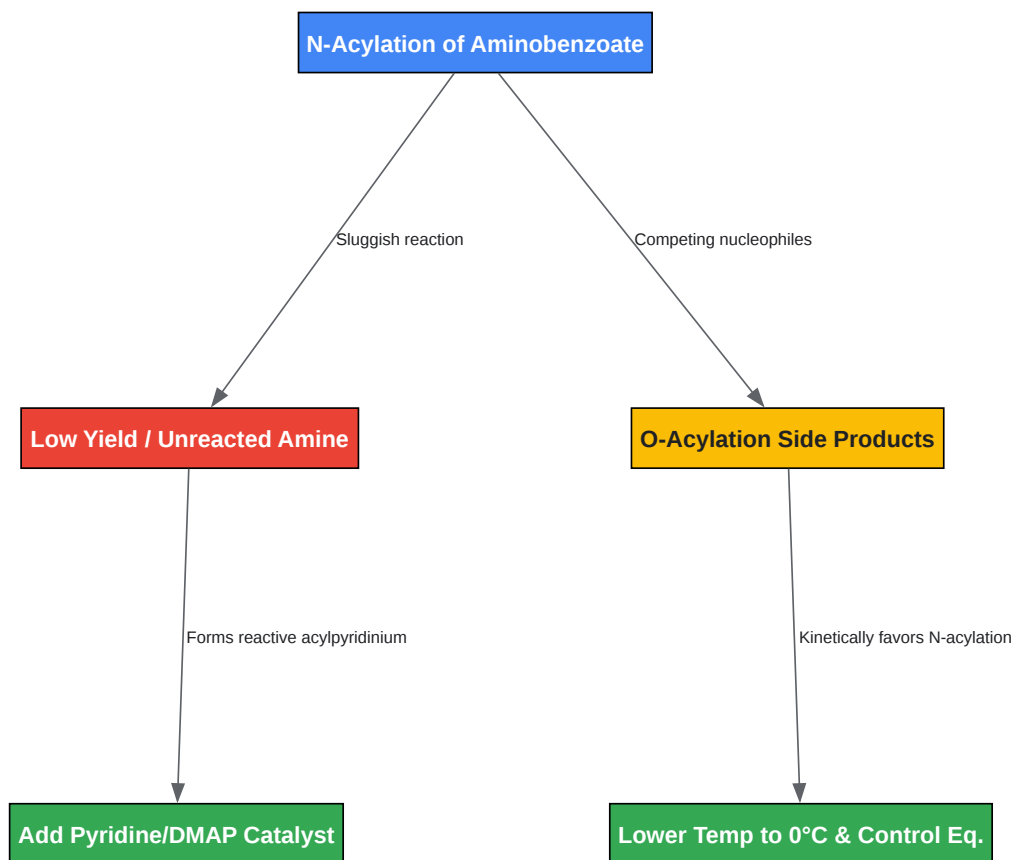 N-Acylation of Aminobenzoate
Sluggish reaction
Competing nucleophiles
Low Yield / Unreacted Amine
O-Acylation Side Products
Forms reactive acylpyridinium
Kinetically favors N-acylation
Add Pyridine/DMAP Catalyst
Lower Temp to 0°C & Control Eq.